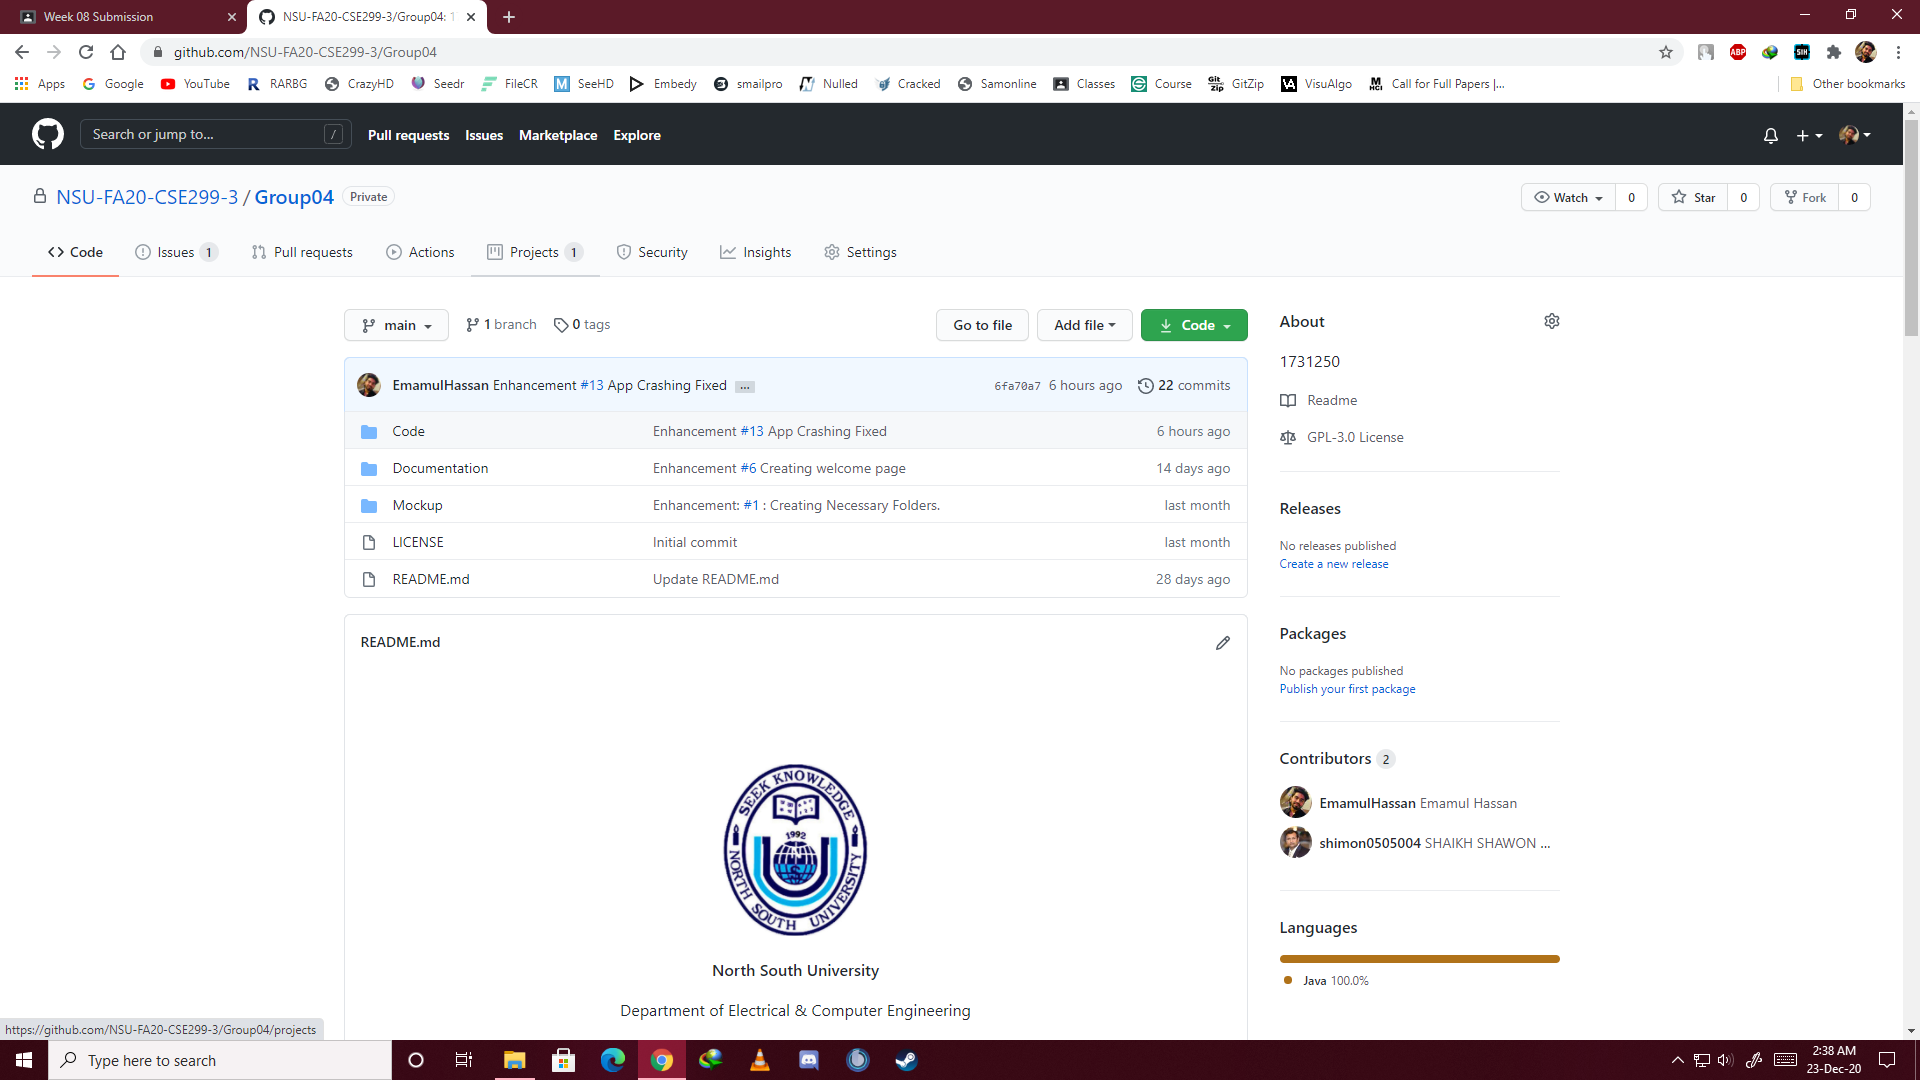 Week 08 Submission
NSU-FA20-CSE299-3/Group04: T
github.com/NSU-FA20-CSE299-3/Group04
Apps Google YouTube RARBG CrazyHD Seedr FileCR SeeHD Embedy smailpro Nulled Cracked Samonline Classes Course GitZip VisuAlgo Call for Full Papers |... Other bookmarks
Search or jump to... / Pull requests Issues Marketplace Explore
NSU-FA20-CSE299-3 / Group04 Private Watch 0 Star 0 Fork 0
Code Issues 1 Pull requests Actions Projects 1 Security Insights Settings
main 1 branch 0 tags Go to file Add file Code
EmamulHassan Enhancement #13 App Crashing Fixed ... 6fa70a7 6 hours ago 22 commits
Code Enhancement #13 App Crashing Fixed 6 hours ago
Documentation Enhancement #6 Creating welcome page 14 days ago
Mockup Enhancement: #1 : Creating Necessary Folders. last month
LICENSE Initial commit last month
README.md Update README.md 28 days ago
README.md
SEEK KNOWLEDGE
1992
NORTH SOUTH UNIVERSITY
North South University
Department of Electrical & Computer Engineering
About
1731250
Readme
GPL-3.0 License
Releases
No releases published
Create a new release
Packages
No packages published
Publish your first package
Contributors 2
EmamulHassan Emamul Hassan
shimon0505004 SHAIKH SHAWON ...
Languages
Java 100.0%
https://github.com/NSU-FA20-CSE299-3/Group04/projects
Type here to search
2:38 AM
23-Dec-20